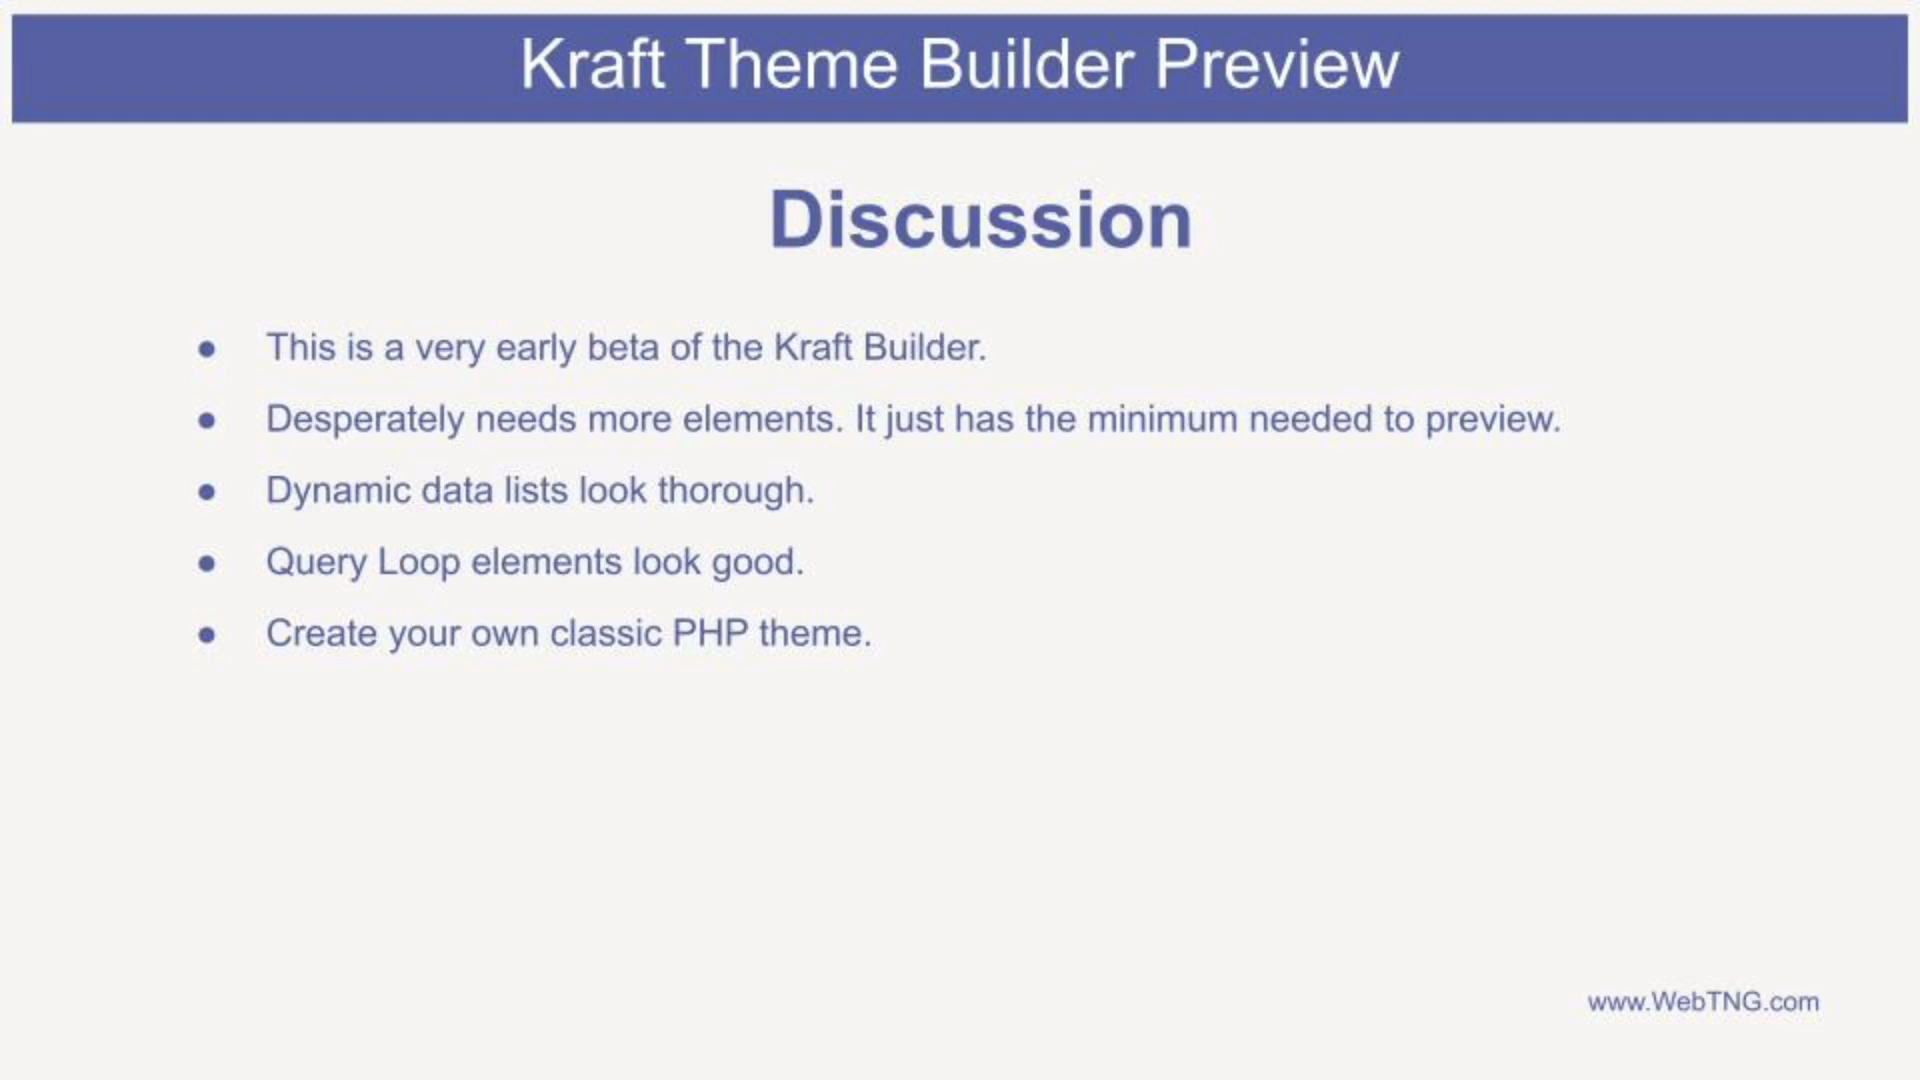 Kraft Theme Builder Preview
Discussion
● This is a very early beta of the Kraft Builder.
● Desperately needs more elements. It just has the minimum needed to preview.
● Dynamic data lists look thorough.
● Query Loop elements look good.
● Create your own classic PHP theme.
www.WebTNG.com